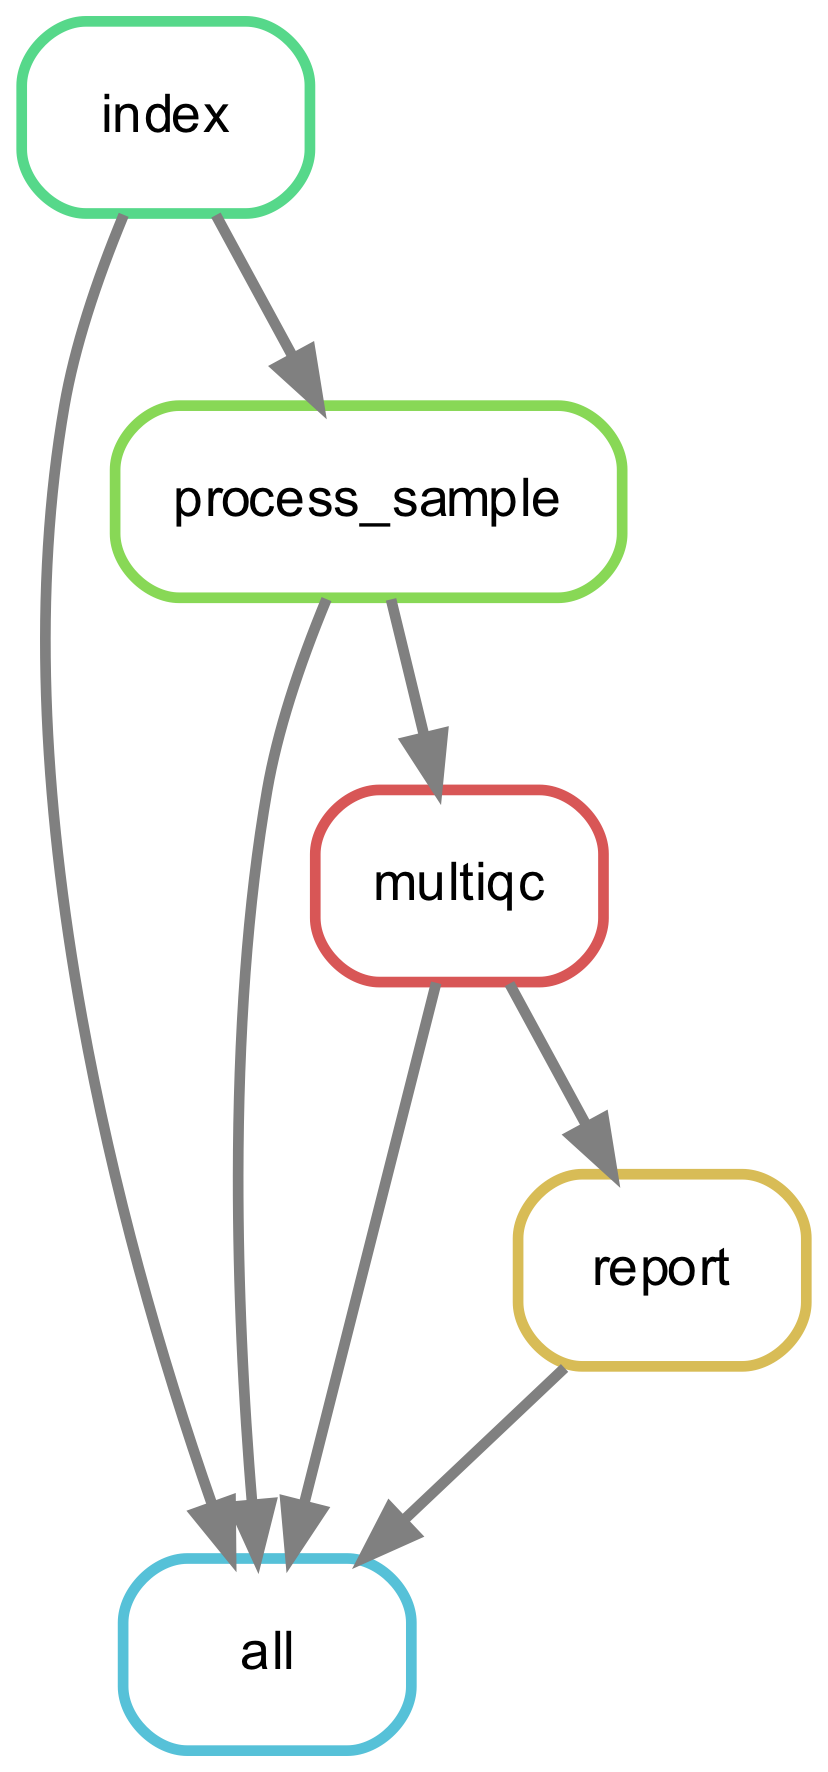 index
process_sample
multiqc
report
all